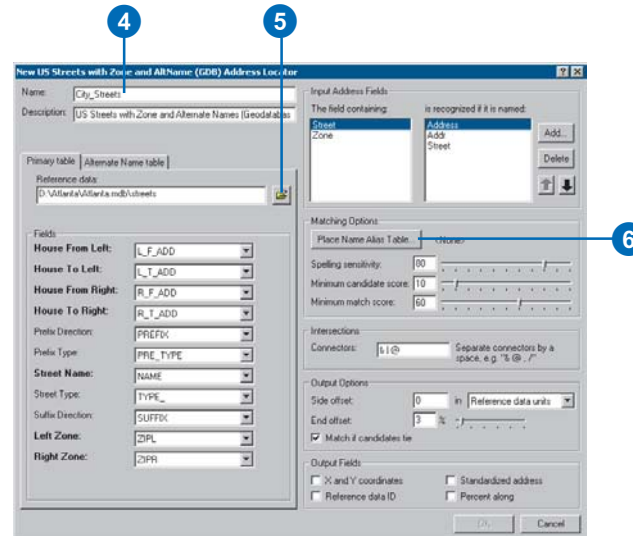 4
5
New US Streets with Zone and AltName (GDB) Address Locator
Name:
City_Streets
Description:
US Streets with Zone and Alternate Names (Geodatabas
Primary table
Alternate Name table
Reference data:
D:\Atlanta\Atlanta.mdb\streets
Fields
House From Left:
L_F_ADD
House To Left:
L_T_ADD
House From Right:
R_F_ADD
House To Right:
R_T_ADD
Prefix Direction:
PREFIX
Prefix Type:
PRE_TYPE
Street Name:
NAME
Street Type:
TYPE_
Suffix Direction:
SUFFIX
Left Zone:
ZIPL
Right Zone:
ZIPR
Input Address Fields
The field containing:
is recognized if it is named:
Street
Zone
Address
Addr
Street
Add...
Delete
Matching Options
Place Name Alias Table...
<None>
6
Spelling sensitivity:
80
Minimum candidate score:
10
Minimum match score:
60
Intersections
Connectors:
& | @
Separate connectors by a
space, e.g. "& @ , /"
Output Options
Side offset:
0
in
Reference data units
End offset:
3
%
Match if candidates tie
Output Fields
X and Y coordinates
Standardized address
Reference data ID
Percent along
OK
Cancel